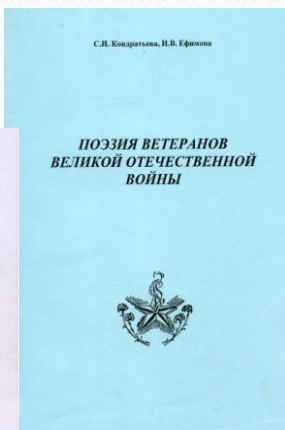 С.И. Кондратьева, И.В. Ефимова
ПОЭЗИЯ ВЕТЕРАНОВ
ВЕЛИКОЙ ОТЕЧЕСТВЕННОЙ
ВОЙНЫ